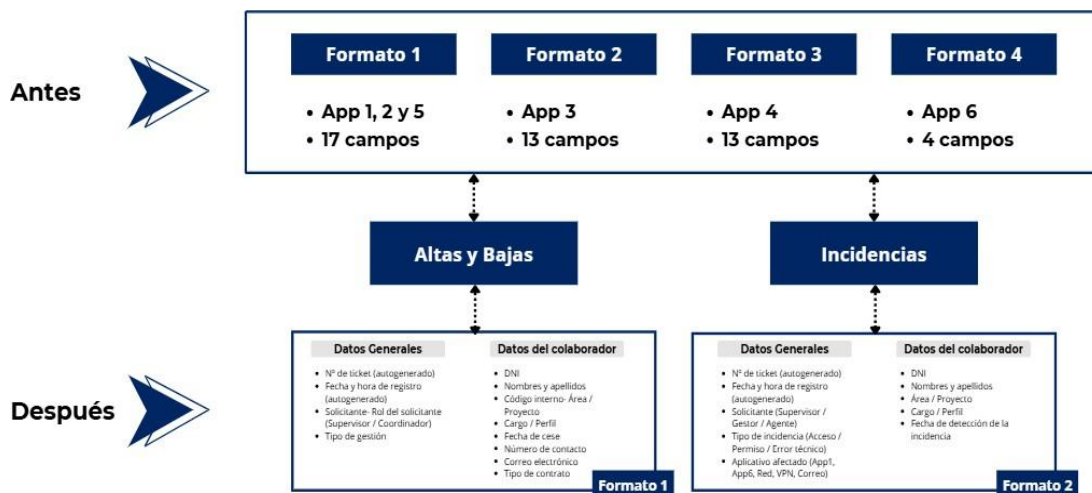 Formato 1
Formato 2
Formato 3
Formato 4
Antes
• App 1, 2 y 5
• 17 campos
• App 3
• 13 campos
• App 4
• 13 campos
• App 6
• 4 campos
Altas y Bajas
Incidencias
Después
Datos Generales
• N° de ticket (autogenerado)
• Fecha y hora de registro
(autogenerado)
• Solicitante- Rol del solicitante
(Supervisor / Coordinador)
• Tipo de gestión
Datos del colaborador
• DNI
• Nombres y apellidos
• Código interno- Área /
Proyecto
• Cargo / Perfil
• Fecha de cese
• Número de contacto
• Correo electrónico
• Tipo de contrato
Formato 1
Datos Generales
• N° de ticket (autogenerado)
• Fecha y hora de registro
(autogenerado)
• Solicitante (Supervisor /
Gestor / Agente)
• Tipo de incidencia (Acceso /
Permiso / Error técnico)
• Aplicativo afectado (App1,
App6, Red, VPN, Correo)
Datos del colaborador
• DNI
• Nombres y apellidos
• Área / Proyecto
• Cargo / Perfil
• Fecha de detección de la
incidencia
Formato 2